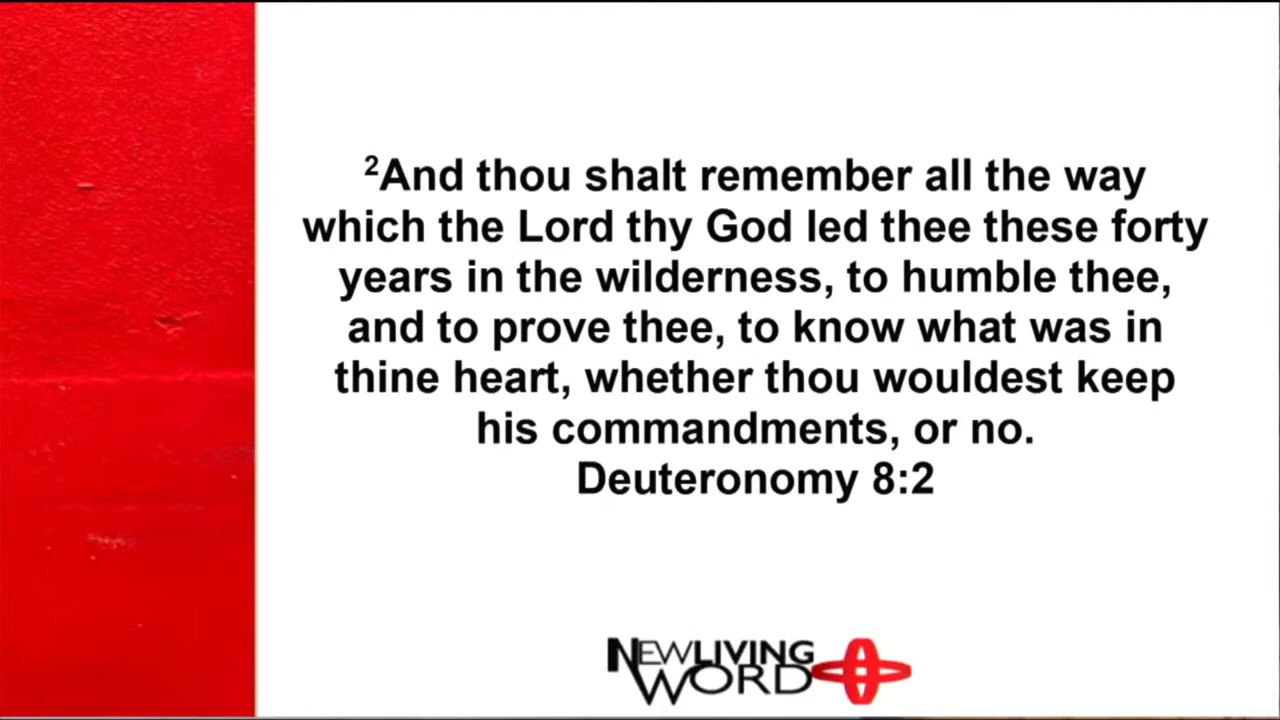 ²And thou shalt remember all the way
which the Lord thy God led thee these forty
years in the wilderness, to humble thee,
and to prove thee, to know what was in
thine heart, whether thou wouldest keep
his commandments, or no.
Deuteronomy 8:2
NEW LIVING
WORD